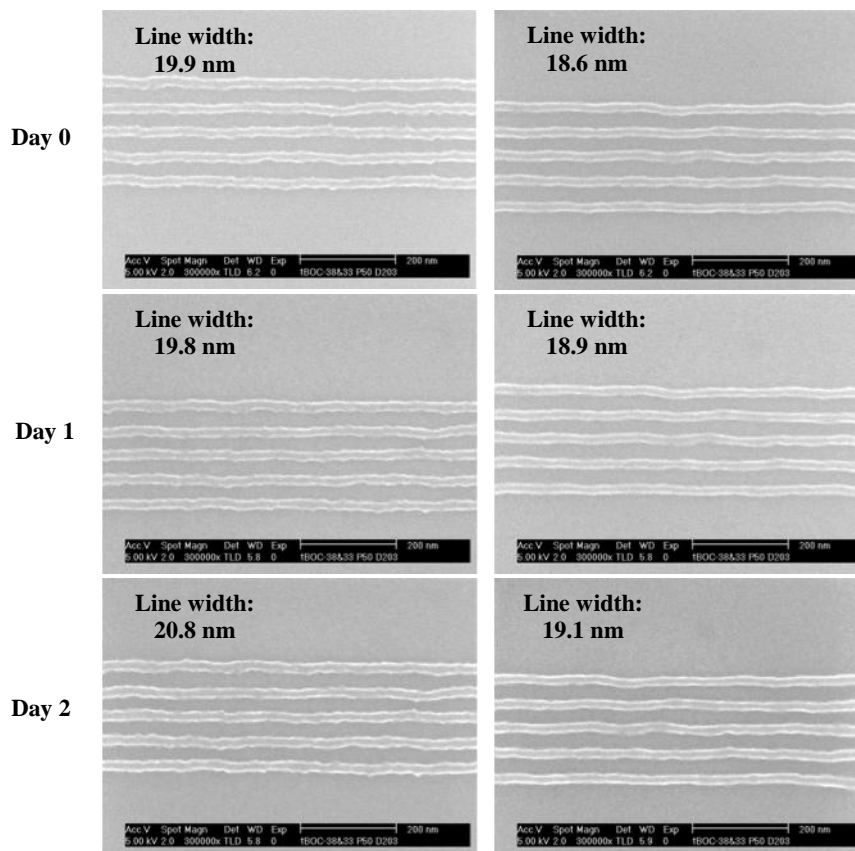 Line width:
19.9 nm
Line width:
18.6 nm
Day 0
Acc.V Spot Magn Det WD Exp 200 nm
5.00 kV 2.0 300000x TLD 6.2 0 tBOC-38&33 P50 D203
Acc.V Spot Magn Det WD Exp 200 nm
5.00 kV 2.0 300000x TLD 6.2 0 tBOC-38&33 P50 D203
Line width:
19.8 nm
Line width:
18.9 nm
Day 1
Acc.V Spot Magn Det WD Exp 200 nm
5.00 kV 2.0 300000x TLD 5.8 0 tBOC-38&33 P50 D203
Acc.V Spot Magn Det WD Exp 200 nm
5.00 kV 2.0 300000x TLD 5.8 0 tBOC-38&33 P50 D203
Line width:
20.8 nm
Line width:
19.1 nm
Day 2
Acc.V Spot Magn Det WD Exp 200 nm
5.00 kV 2.0 300000x TLD 5.8 0 tBOC-38&33 P50 D203
Acc.V Spot Magn Det WD Exp 200 nm
5.00 kV 2.0 300000x TLD 5.9 0 tBOC-38&33 P50 D203